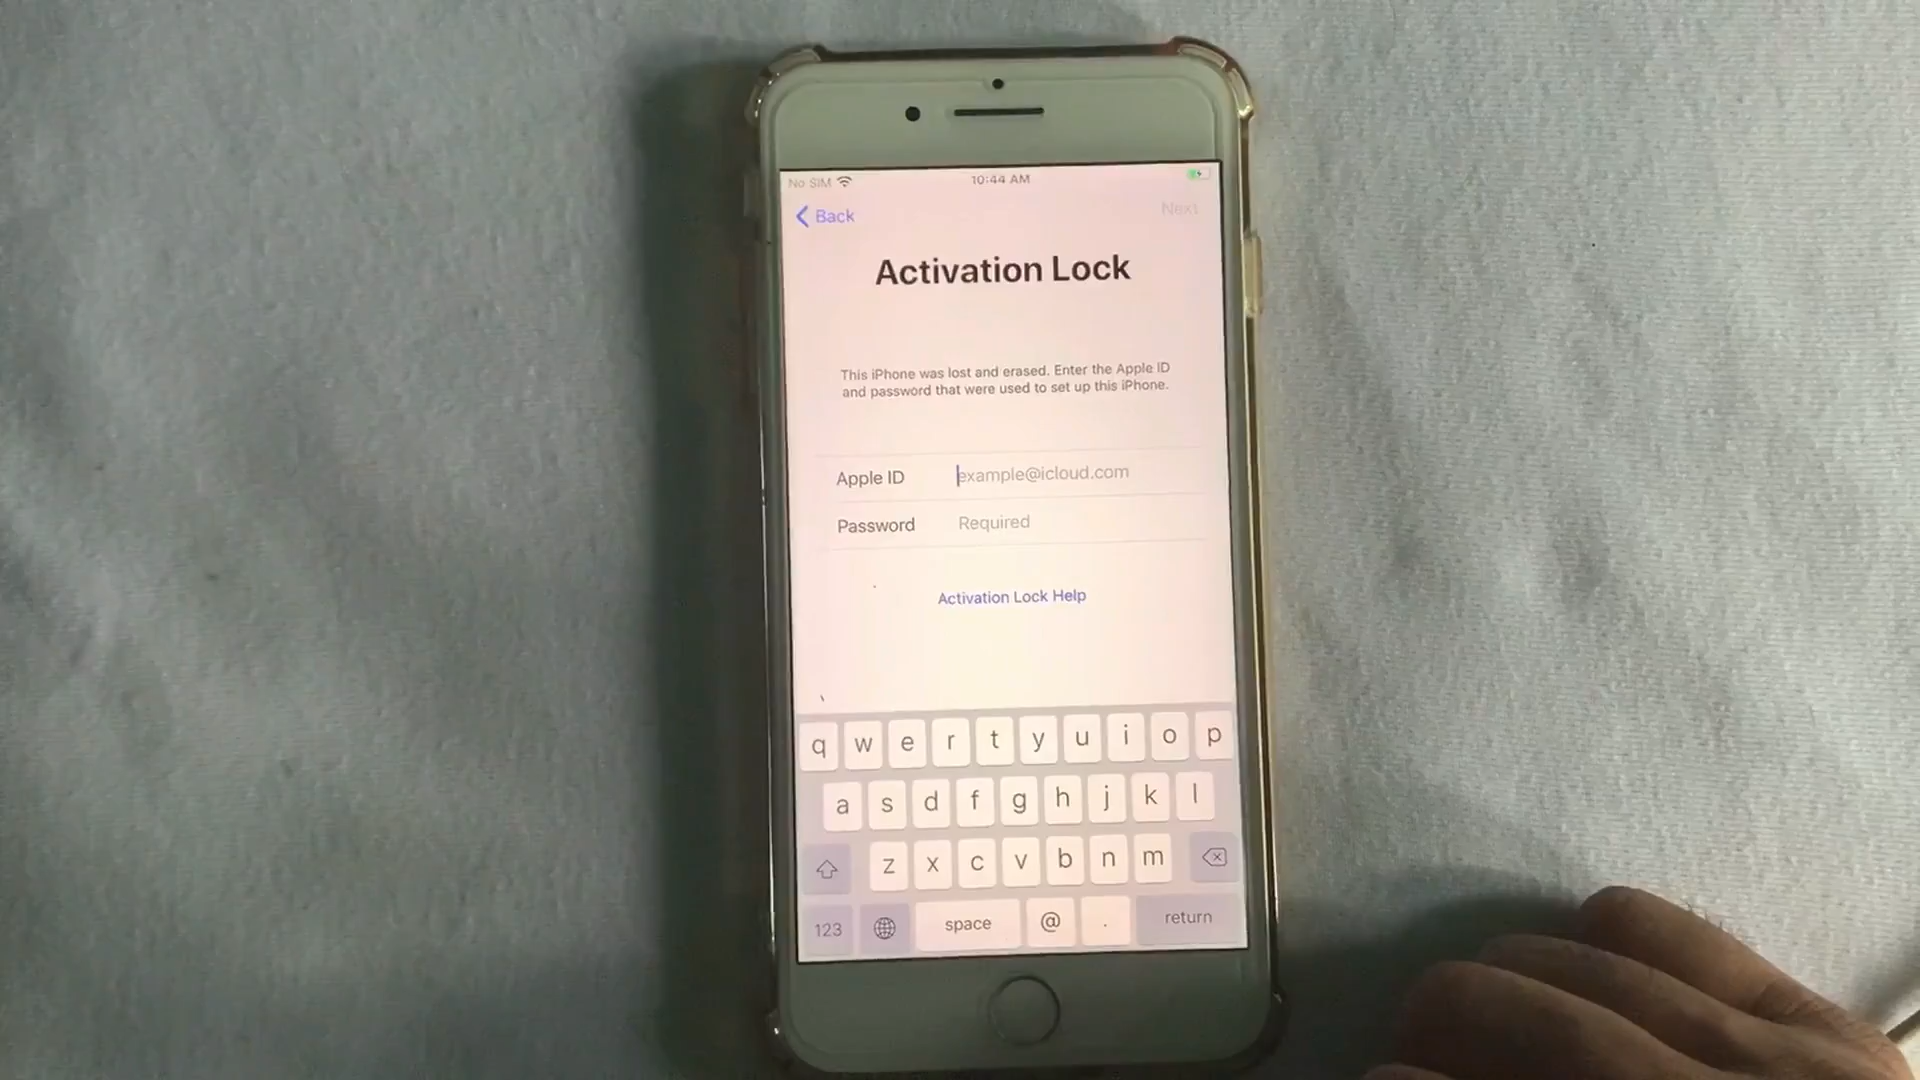 No SIM 10:44 AM
Back Next
Activation Lock
This iPhone was lost and erased. Enter the Apple ID
and password that were used to set up this iPhone.
Apple ID example@icloud.com
Password Required
Activation Lock Help
q w e r t y u i o p
a s d f g h j k l
z x c v b n m
123 space @ . return